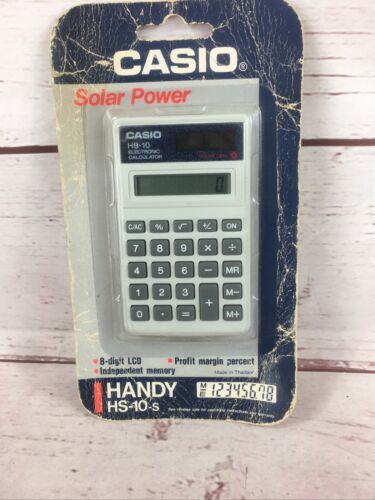 CASIO®
Solar Power
CASIO
HS-10
ELECTRONIC
CALCULATOR
0
C/AC % √ +/− ON
7 8 9 × ÷
4 5 6 − MR
1 2 3 + M−
0 · = M+
• 8-digit LCD • Profit margin percent
• Independent memory Made in Thailand
HANDY M E 12345678
HS-10-S